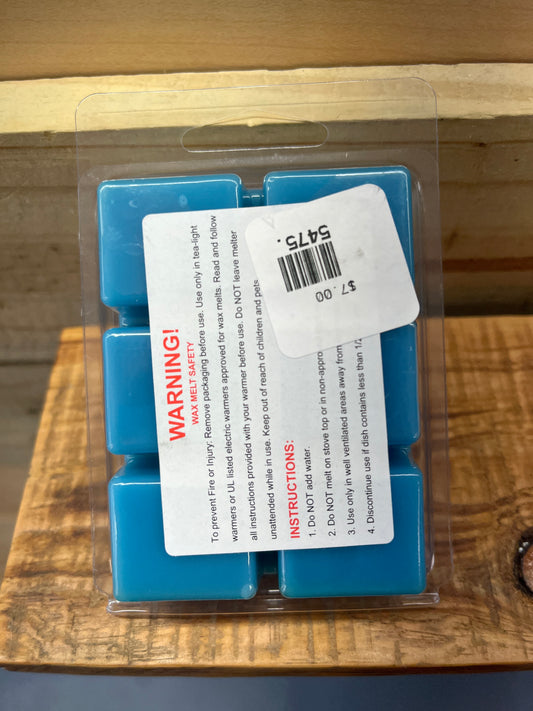 WARNING!
WAX MELT SAFETY
To prevent Fire or Injury: Remove packaging before use. Use only in tea-light
warmers or UL listed electric warmers approved for wax melts. Read and follow
all instructions provided with your warmer before use. Do NOT leave melter
unattended while in use. Keep out of reach of children and pets
INSTRUCTIONS:
1. Do NOT add water.
2. Do NOT melt on stove top or in non-appro
3. Use only in well ventilated areas away from
4. Discontinue use if dish contains less than 1/2
5475.
$7.00